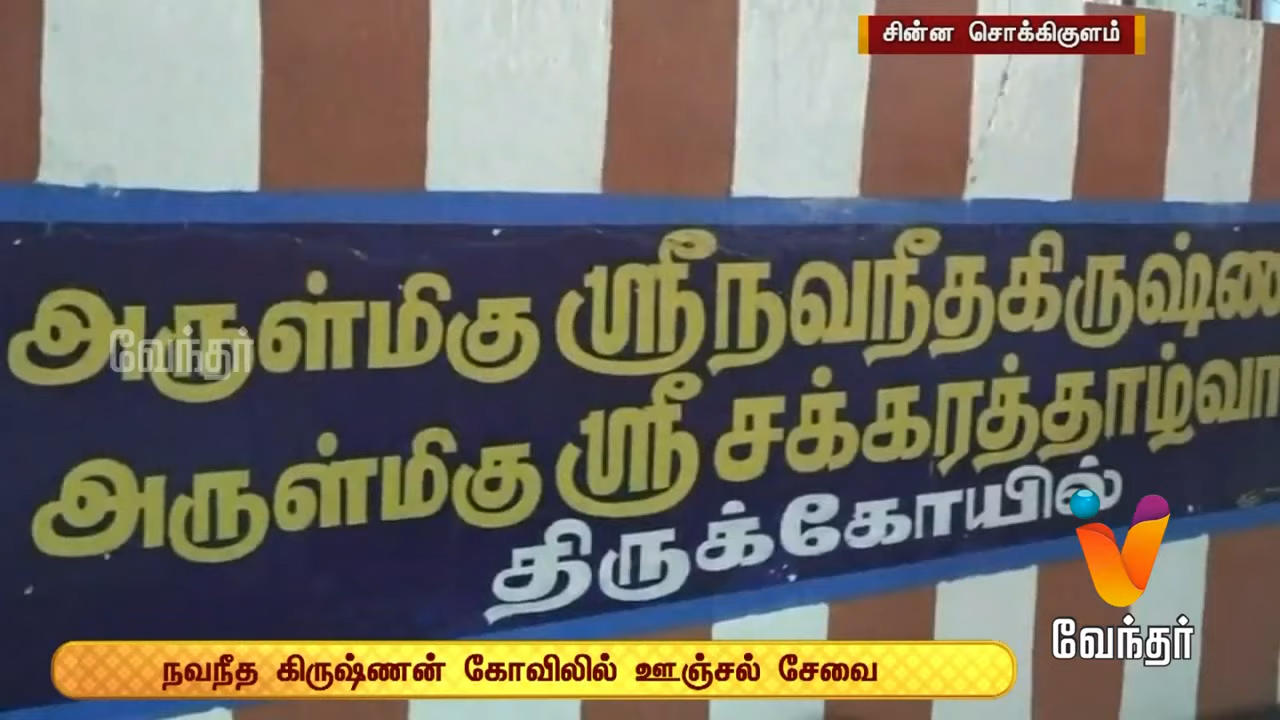 சின்ன சொக்கிகுளம்
அருள்மிகு ஸ்ரீநவநீதகிருஷ்ண
அருள்மிகு ஸ்ரீ சக்கரத்தாழ்வா
திருக்கோயில்
வேந்தர்
வேந்தர்
நவநீத கிருஷ்ணன் கோவிலில் ஊஞ்சல் சேவை